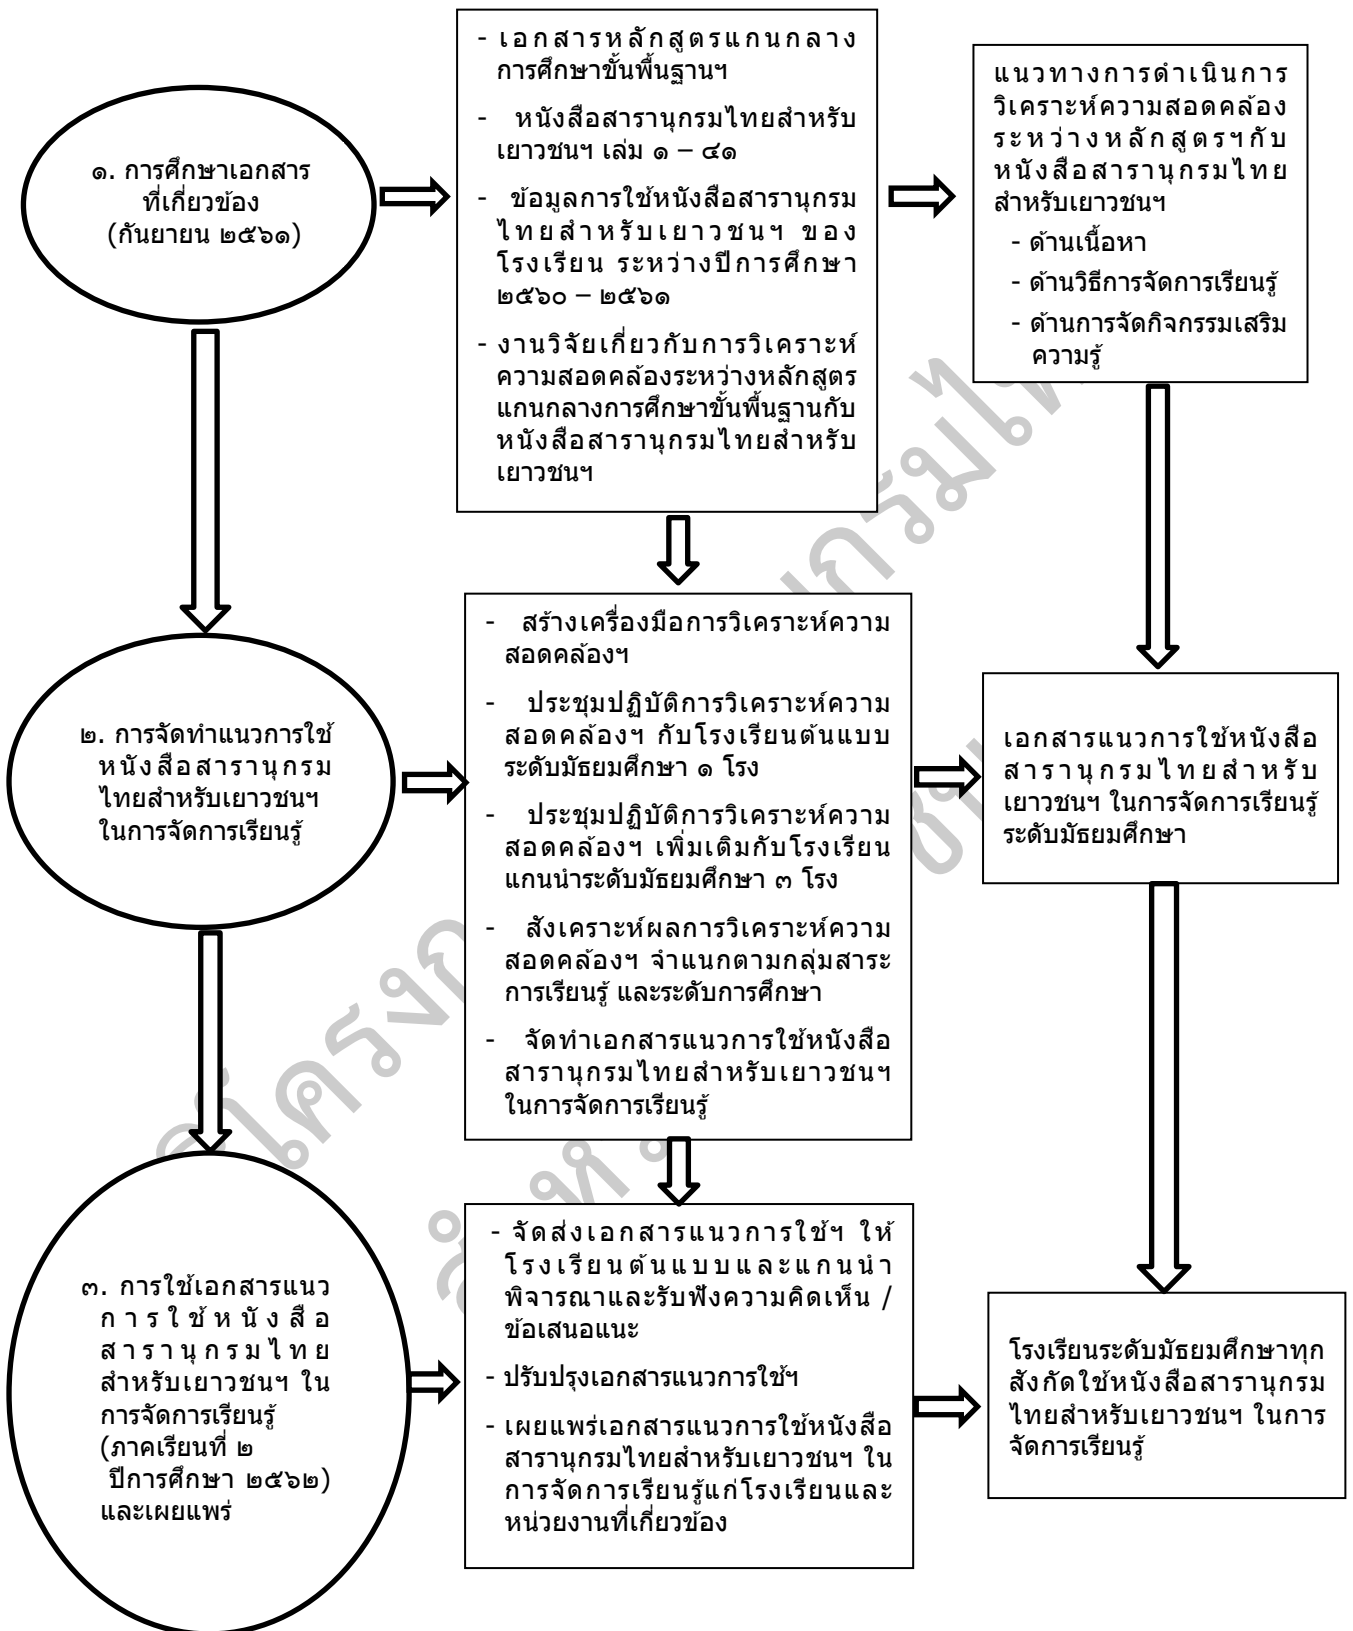 ๑. การศึกษาเอกสาร
ที่เกี่ยวข้อง
(กันยายน ๒๕๖๑)
- เอกสารหลักสูตรแกนกลาง
การศึกษาขั้นพื้นฐานฯ
- หนังสือสารานุกรมไทยสำหรับ
เยาวชนฯ เล่ม ๑ – ๔๑
- ข้อมูลการใช้หนังสือสารานุกรม
ไทยสำหรับเยาวชนฯ ของ
โรงเรียน ระหว่างปีการศึกษา
๒๕๖๐ – ๒๕๖๑
- งานวิจัยเกี่ยวกับการวิเคราะห์
ความสอดคล้องระหว่างหลักสูตร
แกนกลางการศึกษาขั้นพื้นฐานกับ
หนังสือสารานุกรมไทยสำหรับ
เยาวชนฯ
แนวทางการดำเนินการ
วิเคราะห์ความสอดคล้อง
ระหว่างหลักสูตรฯกับ
หนังสือสารานุกรมไทย
สำหรับเยาวชนฯ
- ด้านเนื้อหา
- ด้านวิธีการจัดการเรียนรู้
- ด้านการจัดกิจกรรมเสริม
ความรู้
๒. การจัดทำแนวการใช้
หนังสือสารานุกรม
ไทยสำหรับเยาวชนฯ
ในการจัดการเรียนรู้
- สร้างเครื่องมือการวิเคราะห์ความ
สอดคล้องฯ
- ประชุมปฏิบัติการวิเคราะห์ความ
สอดคล้องฯ กับโรงเรียนต้นแบบ
ระดับมัธยมศึกษา ๑ โรง
- ประชุมปฏิบัติการวิเคราะห์ความ
สอดคล้องฯ เพิ่มเติมกับโรงเรียน
แกนนำระดับมัธยมศึกษา ๓ โรง
- สังเคราะห์ผลการวิเคราะห์ความ
สอดคล้องฯ จำแนกตามกลุ่มสาระ
การเรียนรู้ และระดับการศึกษา
- จัดทำเอกสารแนวการใช้หนังสือ
สารานุกรมไทยสำหรับเยาวชนฯ
ในการจัดการเรียนรู้
เอกสารแนวการใช้หนังสือ
สารานุกรมไทยสำหรับ
เยาวชนฯ ในการจัดการเรียนรู้
ระดับมัธยมศึกษา
๓. การใช้เอกสารแนว
การใช้หนังสือ
สารานุกรมไทย
สำหรับเยาวชนฯ ใน
การจัดการเรียนรู้
(ภาคเรียนที่ ๒
ปีการศึกษา ๒๕๖๒)
และเผยแพร่
- จัดส่งเอกสารแนวการใช้ฯ ให้
โรงเรียนต้นแบบและแกนนำ
พิจารณาและรับฟังความคิดเห็น /
ข้อเสนอแนะ
- ปรับปรุงเอกสารแนวการใช้ฯ
- เผยแพร่เอกสารแนวการใช้หนังสือ
สารานุกรมไทยสำหรับเยาวชนฯ ใน
การจัดการเรียนรู้แก่โรงเรียนและ
หน่วยงานที่เกี่ยวข้อง
โรงเรียนระดับมัธยมศึกษาทุก
สังกัดใช้หนังสือสารานุกรม
ไทยสำหรับเยาวชนฯ ในการ
จัดการเรียนรู้